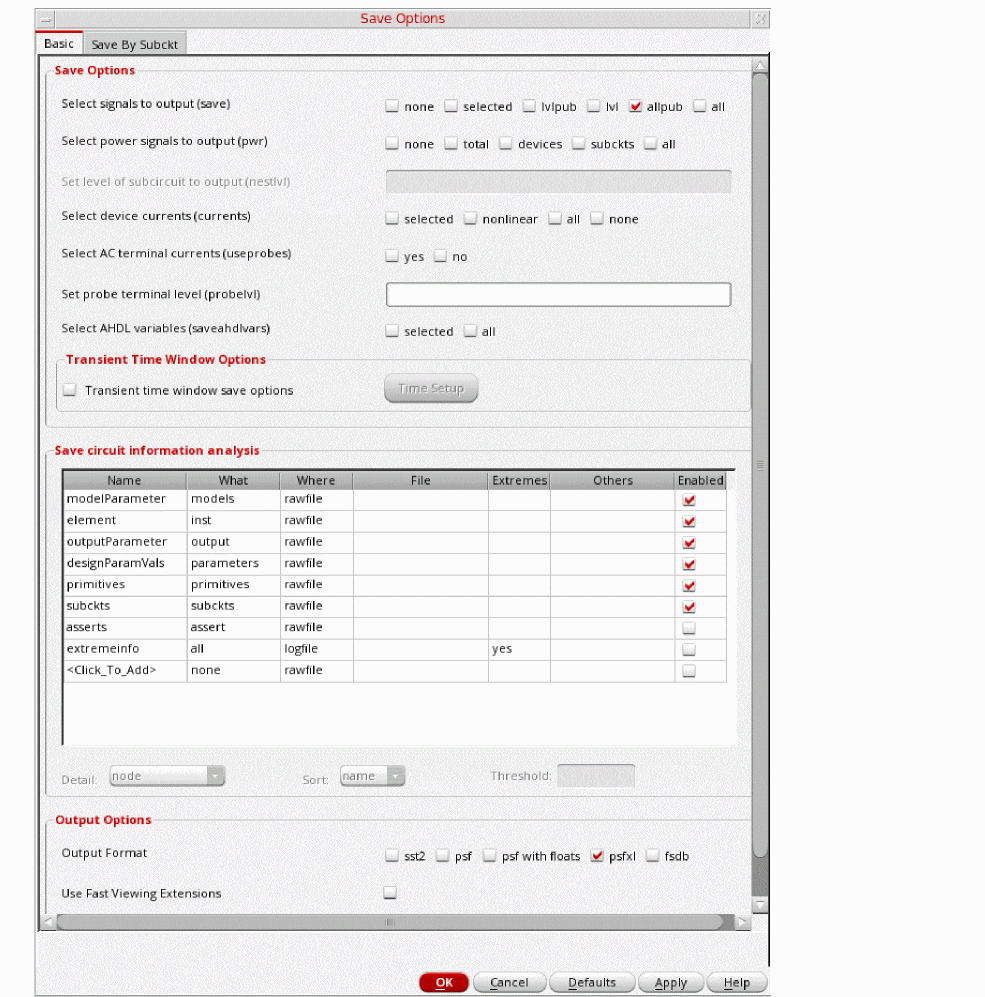 Save Options
Basic Save By Subckt
Save Options
Select signals to output (save) none selected lvlpub lvl allpub all
Select power signals to output (pwr) none total devices subckts all
Set level of subcircuit to output (nestlvl)
Select device currents (currents) selected nonlinear all none
Select AC terminal currents (useprobes) yes no
Set probe terminal level (probelvl)
Select AHDL variables (saveahdlvars) selected all
Transient Time Window Options
Transient time window save options Time Setup
Save circuit information analysis
Name What Where File Extremes Others Enabled
modelParameter models rawfile
element inst rawfile
outputParameter output rawfile
designParamVals parameters rawfile
primitives primitives rawfile
subckts subckts rawfile
asserts assert rawfile
extremeinfo all logfile yes
<Click_To_Add> none rawfile
Detail: node Sort: name Threshold:
Output Options
Output Format sst2 psf psf with floats psfxl fsdb
Use Fast Viewing Extensions
OK Cancel Defaults Apply Help